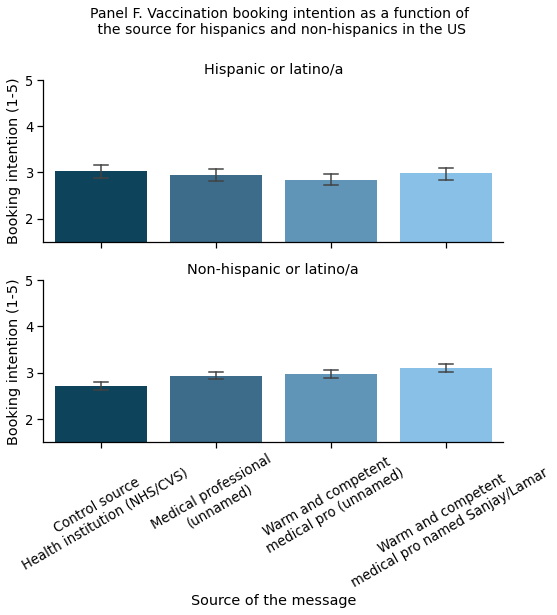 Panel F. Vaccination booking intention as a function of
the source for hispanics and non-hispanics in the US
Hispanic or latino/a
Booking intention (1-5)
5
4
3
2
Non-hispanic or latino/a
Booking intention (1-5)
5
4
3
2
Control source
Health institution (NHS/CVS)
Medical professional
(unnamed)
Warm and competent
medical pro (unnamed)
Warm and competent
medical pro named Sanjay/Lamar
Source of the message